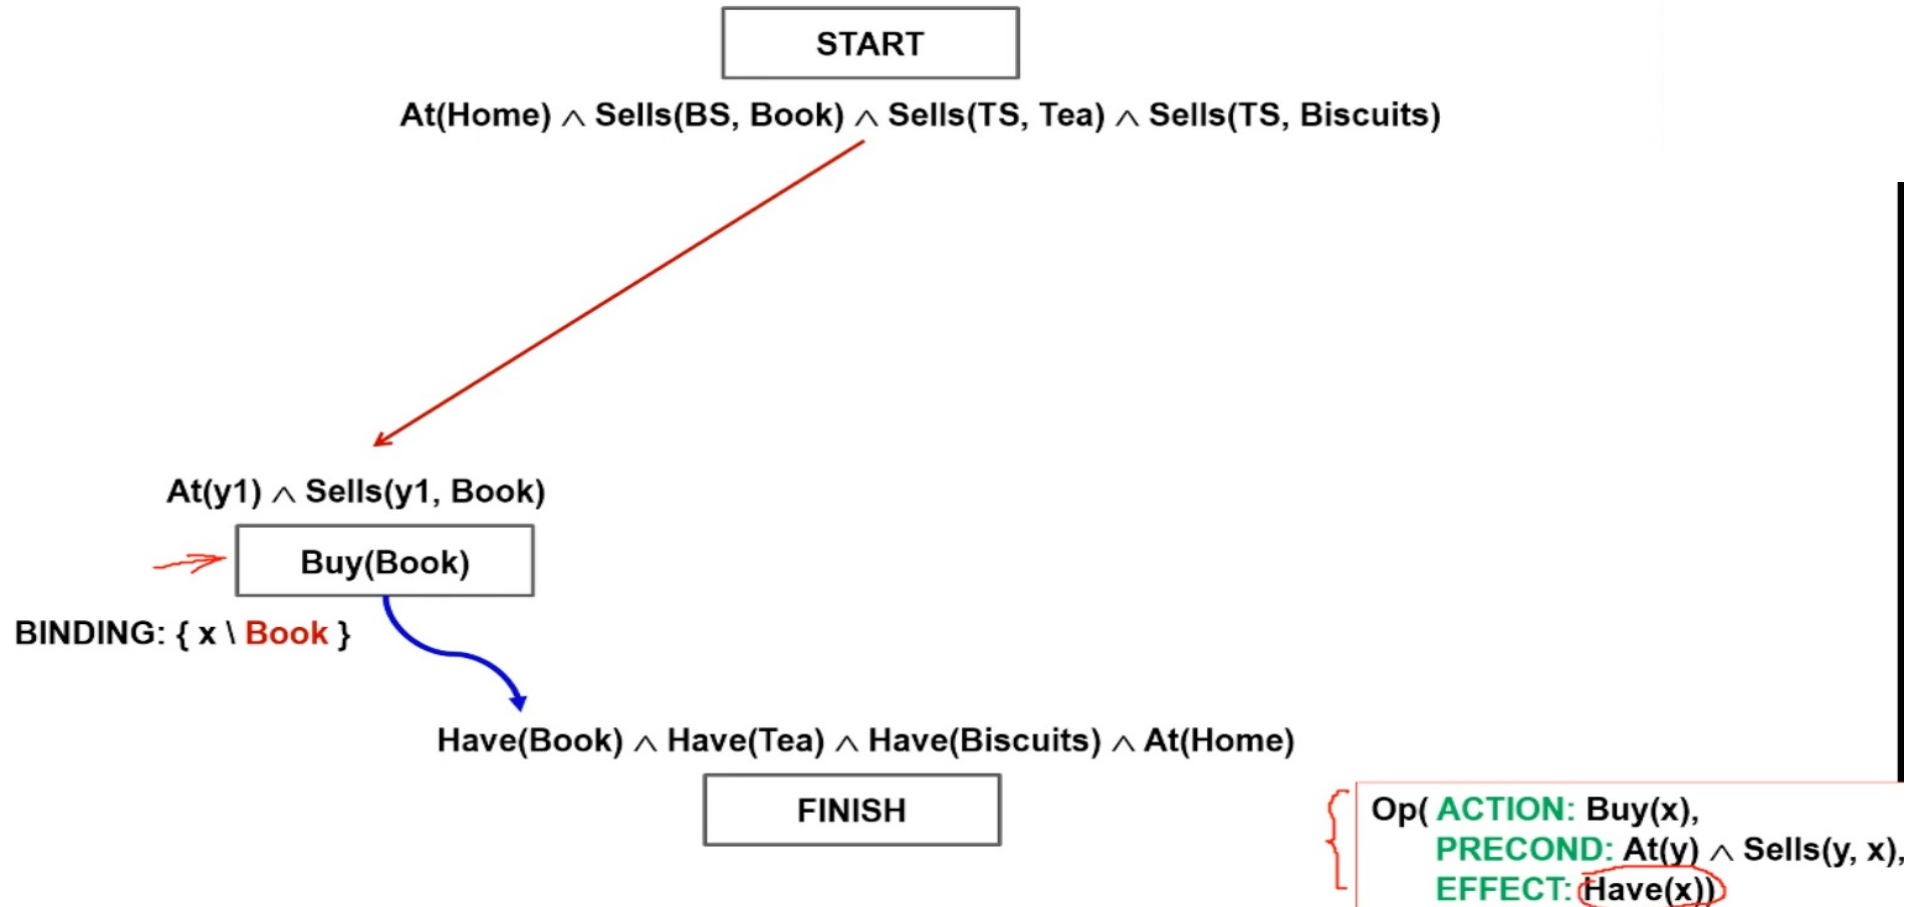 START
At(Home) ∧ Sells(BS, Book) ∧ Sells(TS, Tea) ∧ Sells(TS, Biscuits)
At(y1) ∧ Sells(y1, Book)
Buy(Book)
BINDING: { x \ Book }
Have(Book) ∧ Have(Tea) ∧ Have(Biscuits) ∧ At(Home)
FINISH
Op( ACTION: Buy(x),
PRECOND: At(y) ∧ Sells(y, x),
EFFECT: Have(x))